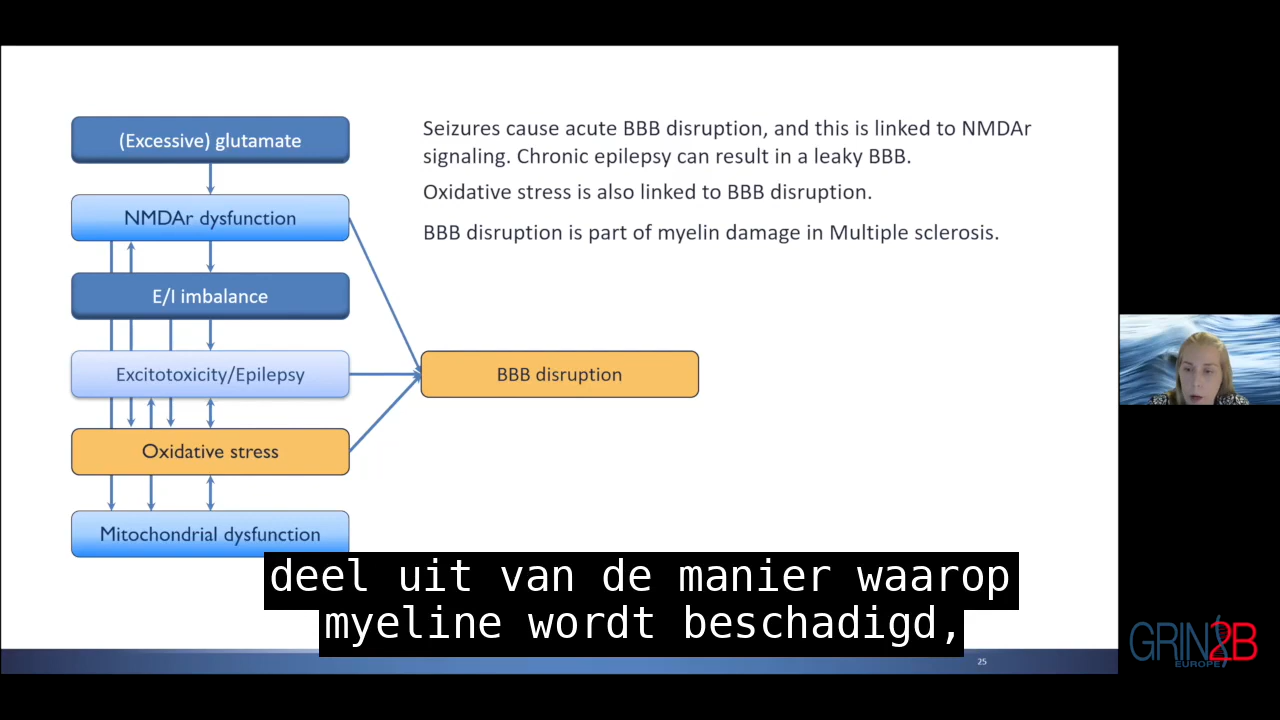 (Excessive) glutamate
NMDAr dysfunction
E/I imbalance
Excitotoxicity/Epilepsy
Oxidative stress
Mitochondrial dysfunction
Seizures cause acute BBB disruption, and this is linked to NMDAr
signaling. Chronic epilepsy can result in a leaky BBB.
Oxidative stress is also linked to BBB disruption.
BBB disruption is part of myelin damage in Multiple sclerosis.
BBB disruption
deel uit van de manier waarop
myeline wordt beschadigd,
25
GRIN2B
EUROPE